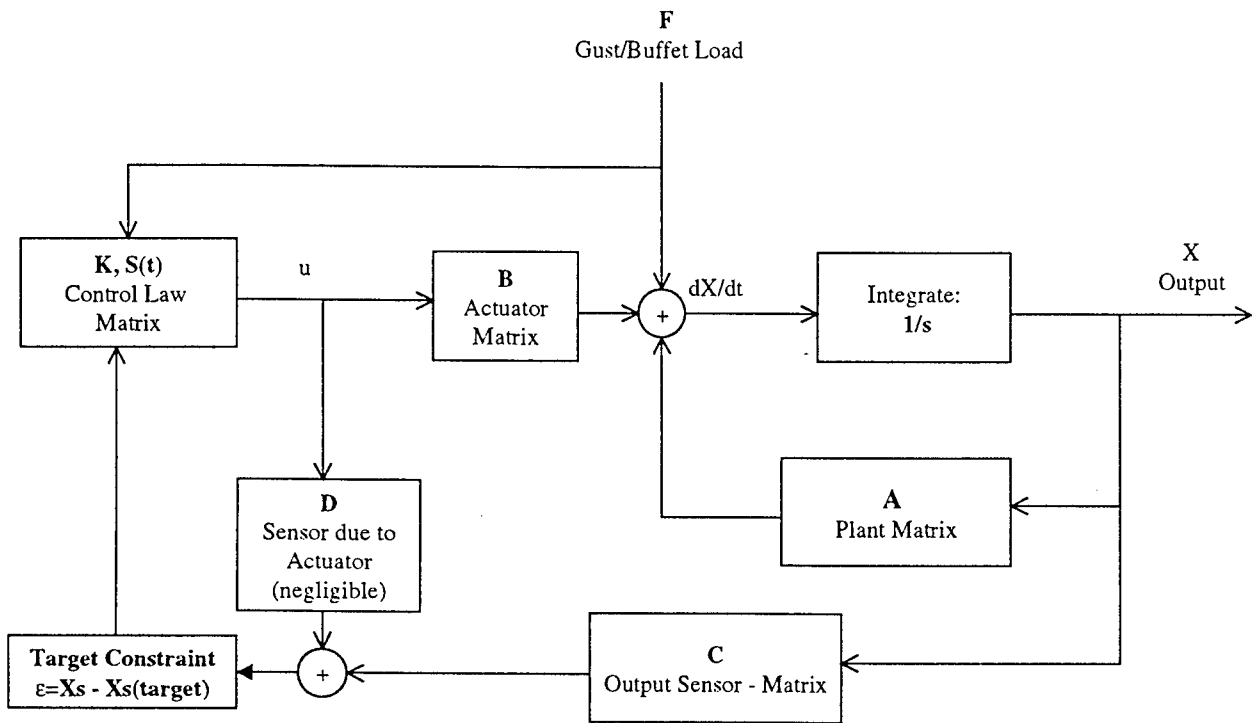 F
Gust/Buffet Load
K, S(t)
Control Law
Matrix
u
B
Actuator
Matrix
+
dX/dt
Integrate:
1/s
X
Output
D
Sensor due to
Actuator
(negligible)
A
Plant Matrix
Target Constraint
ε=Xs - Xs(target)
+
C
Output Sensor - Matrix